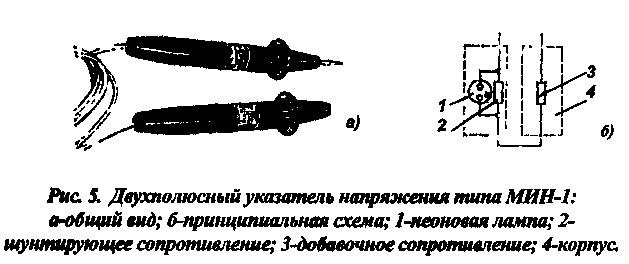 а)
1
2
3
4
б)
Рис. 5. Двухполюсный указатель напряжения типа МИН-1:
а-общий вид; б-принципиальная схема; 1-неоновая лампа; 2-
шунтирующее сопротивление; 3-добавочное сопротивление; 4-корпус.